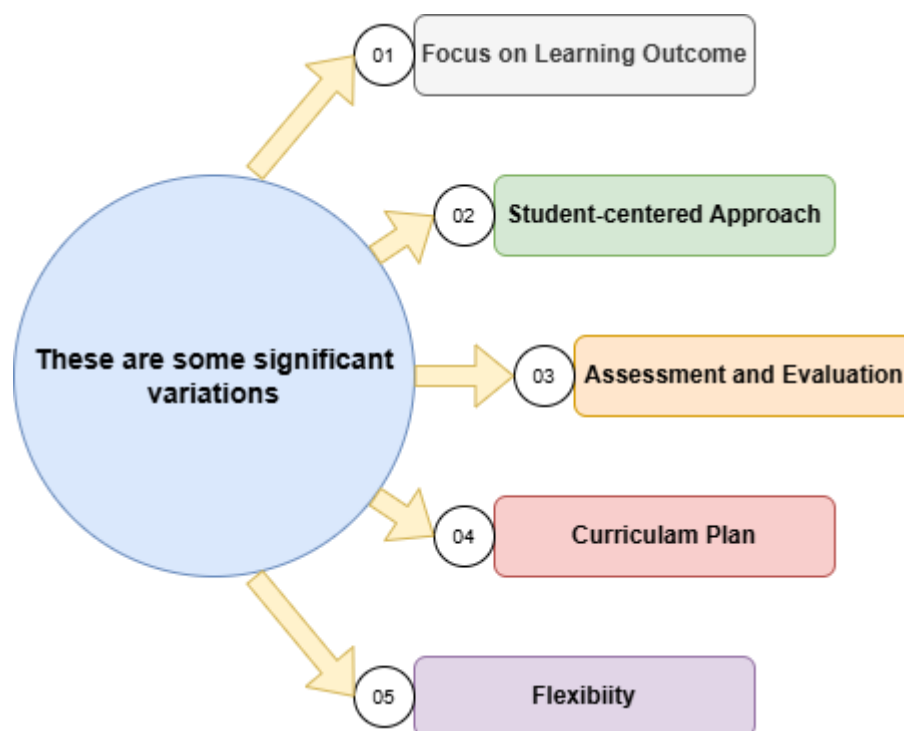 01
Focus on Learning Outcome
02
Student-centered Approach
These are some significant
variations
03
Assessment and Evaluation
04
Curriculam Plan
05
Flexibiity